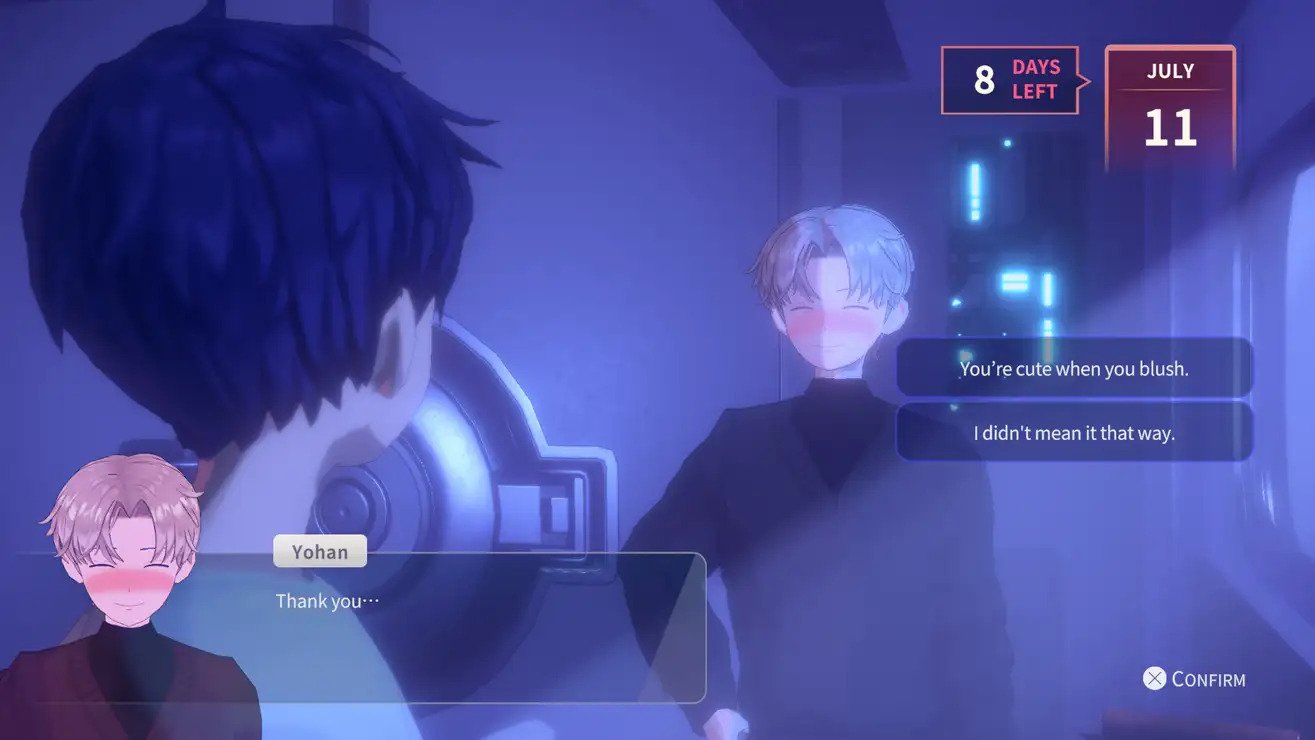 8 DAYS
LEFT
JULY
11
You’re cute when you blush.
I didn't mean it that way.
Yohan
Thank you···
CONFIRM